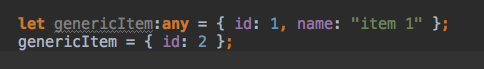 let genericItem:any = { id: 1, name: "item 1" };
genericItem = { id: 2 };